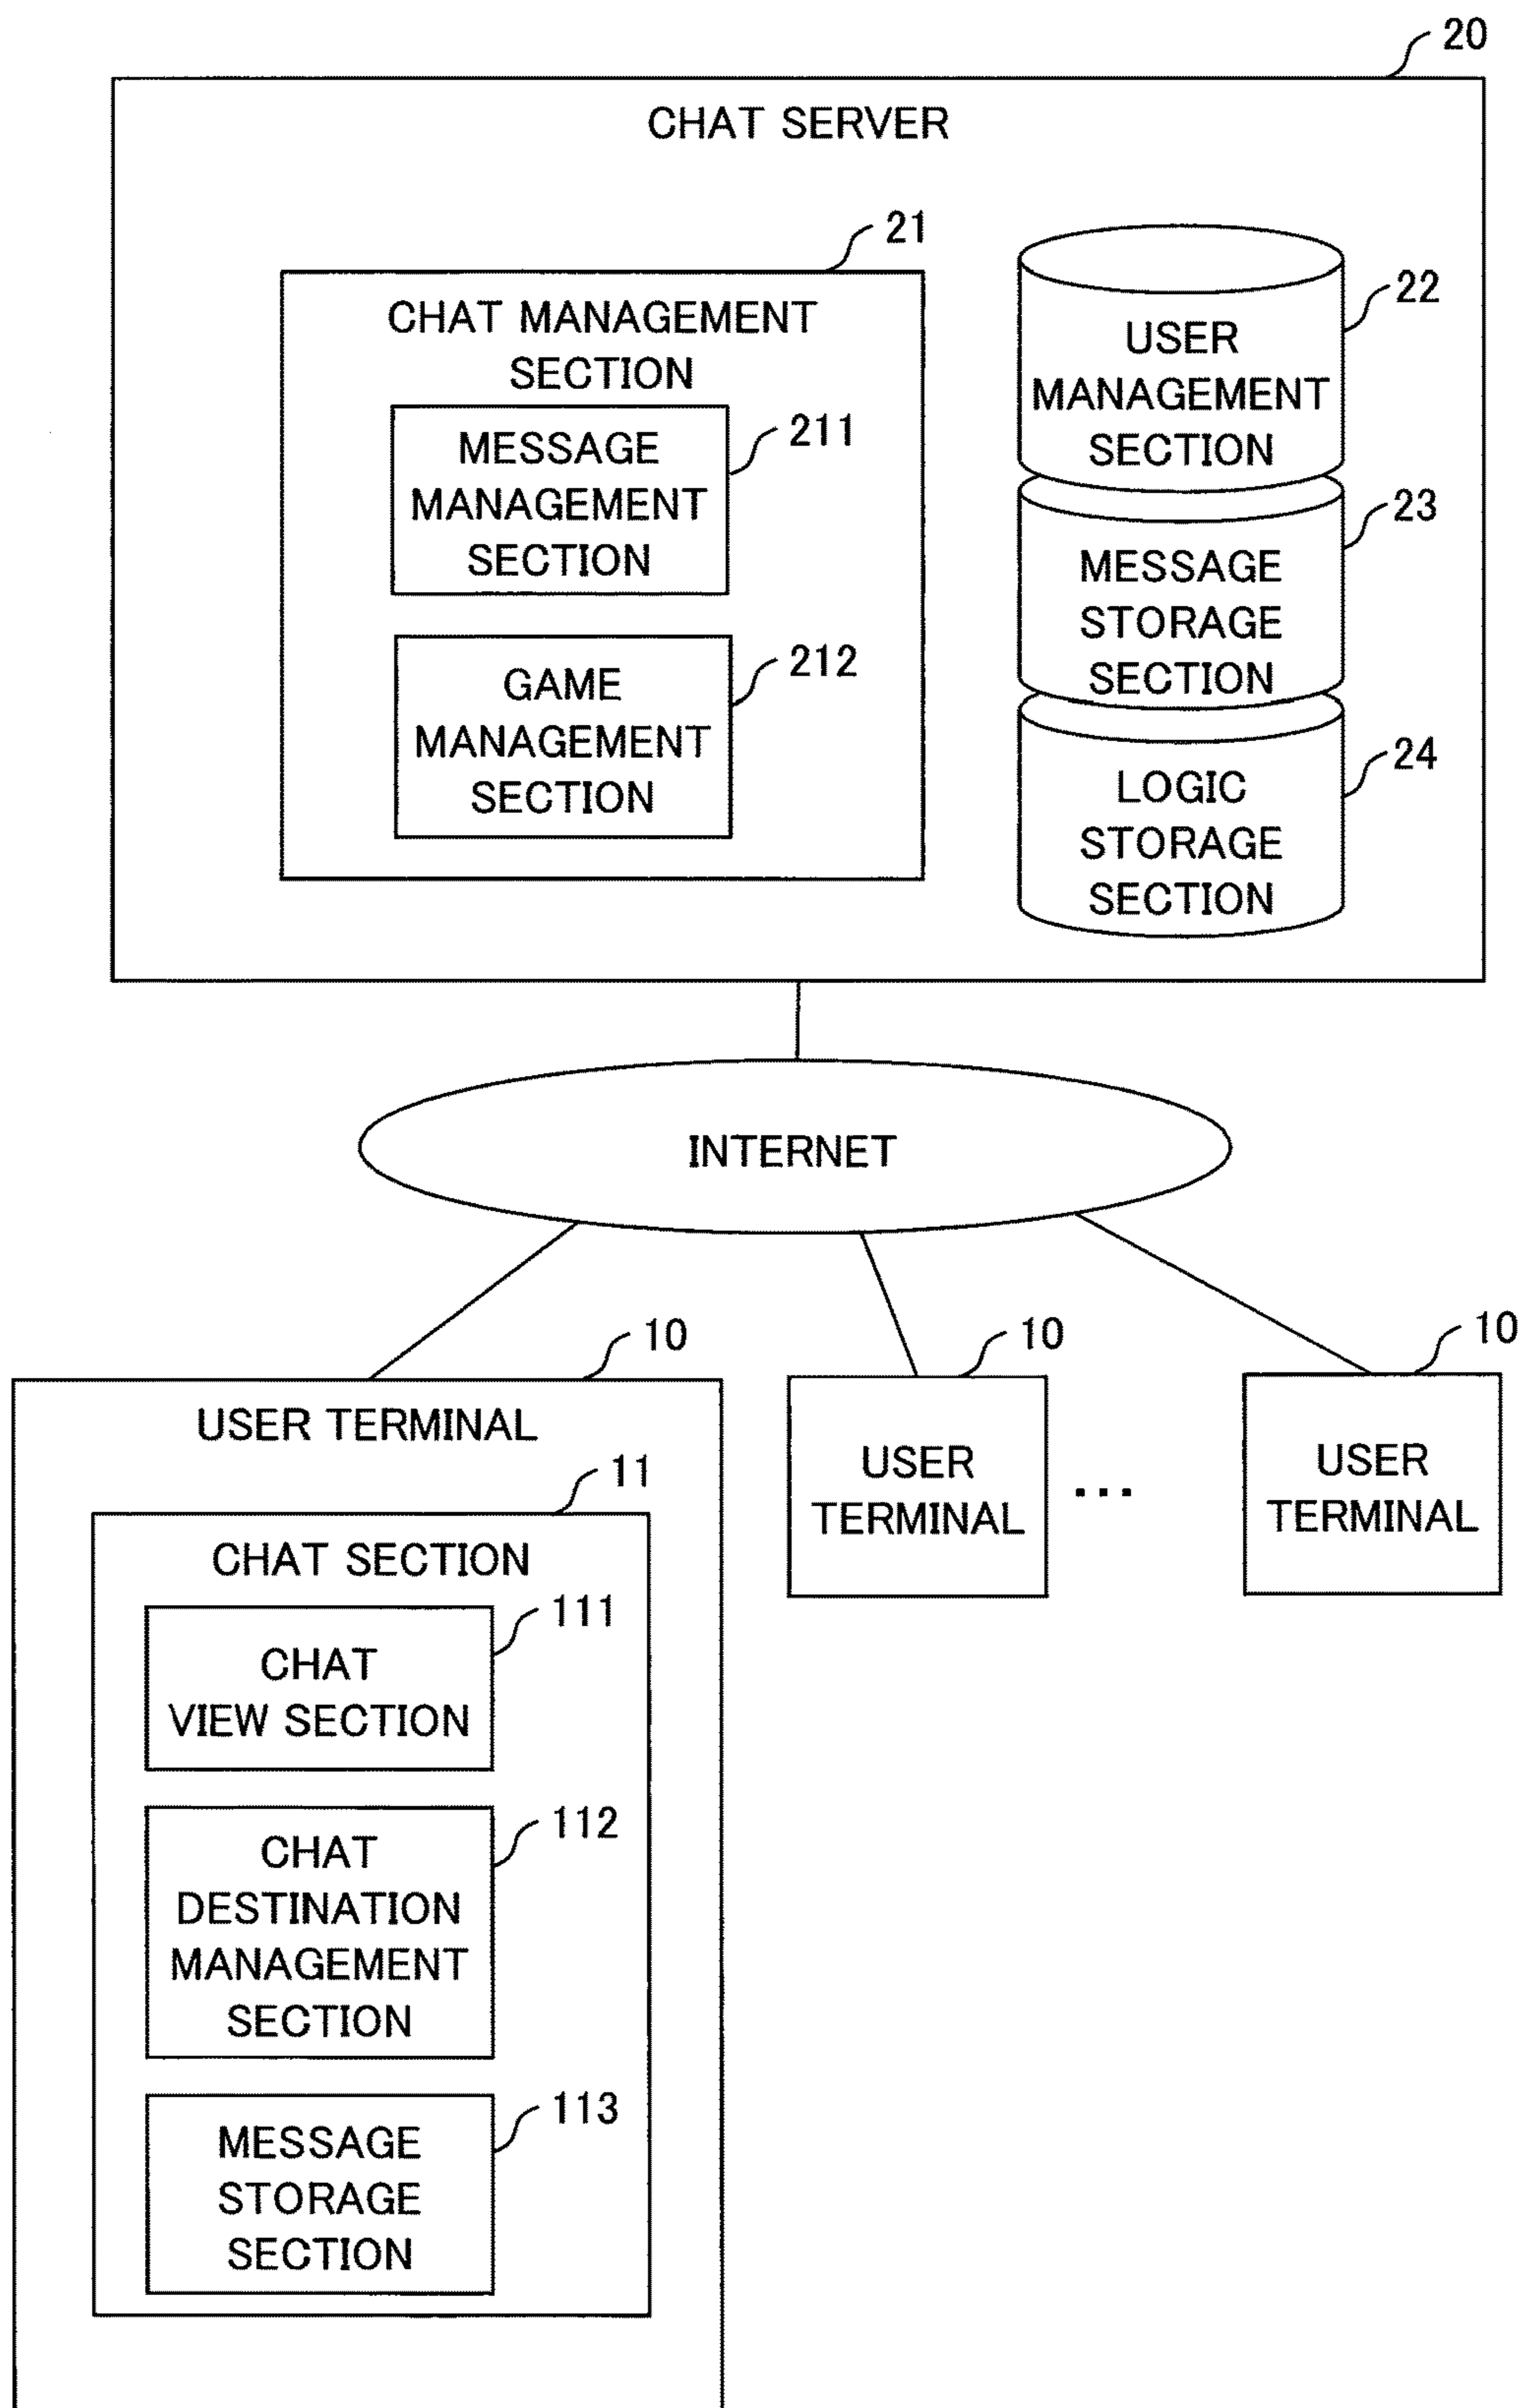 20
CHAT SERVER
21
CHAT MANAGEMENT
SECTION
MESSAGE
MANAGEMENT
SECTION
211
GAME
MANAGEMENT
SECTION
212
USER
MANAGEMENT
SECTION
22
MESSAGE
STORAGE
SECTION
23
LOGIC
STORAGE
SECTION
24
INTERNET
10
USER TERMINAL
11
CHAT SECTION
111
CHAT
VIEW SECTION
112
CHAT
DESTINATION
MANAGEMENT
SECTION
113
MESSAGE
STORAGE
SECTION
10
USER
TERMINAL
...
10
USER
TERMINAL